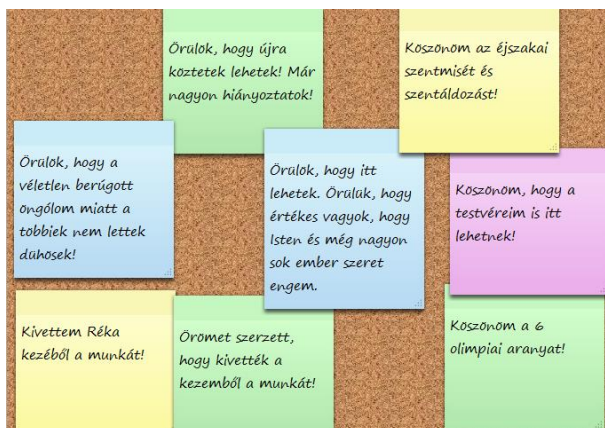 Örülök, hogy újra
köztetek lehetek! Már
nagyon hiányoztatok!
Köszönöm az éjszakai
szentmisét és
szentáldozást!
Örülök, hogy a
véletlen berúgott
öngólom miatt a
többiek nem lettek
dühösek!
Örülök, hogy itt
lehetek. Örülük, hogy
értékes vagyok, hogy
Isten és még nagyon
sok ember szeret
engem.
Köszönöm, hogy a
testvéreim is itt
lehetnek!
Kivettem Réka
kezéből a munkát!
Örömet szerzett,
hogy kivették a
kezemből a munkát!
Köszönöm a 6
olimpiai aranyat!